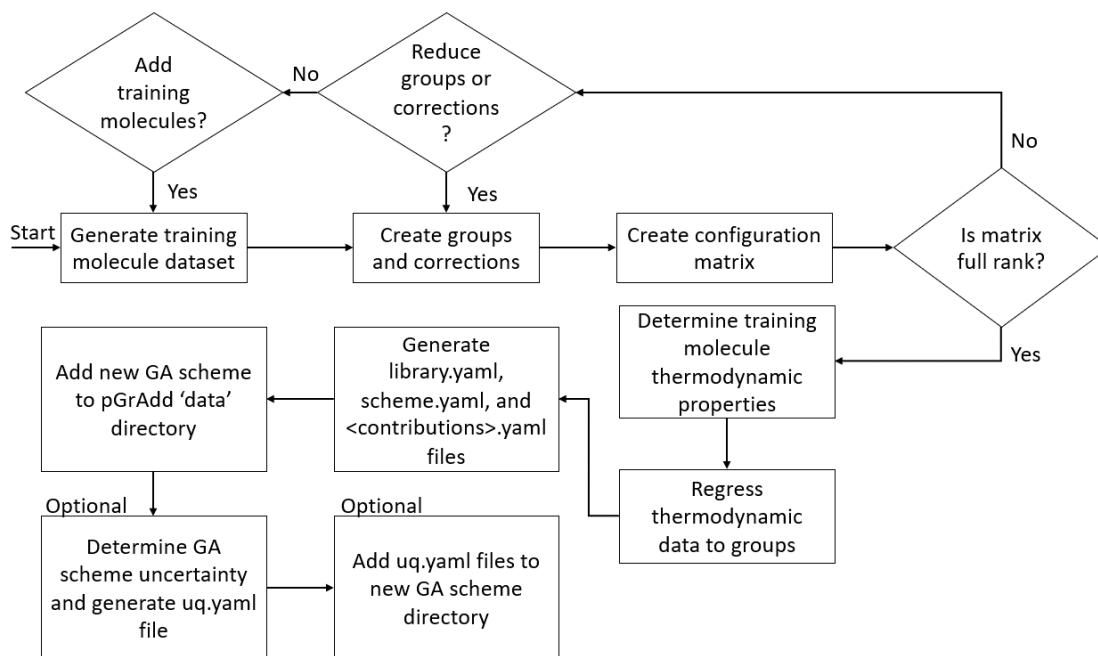 Add
training
molecules?
No
Reduce
groups or
corrections
?
No
Yes
Yes
Start
Generate training
molecule dataset
Create groups
and corrections
Create configuration
matrix
Is matrix
full rank?
Yes
Determine training
molecule
thermodynamic
properties
Regress
thermodynamic
data to groups
Generate
library.yaml,
scheme.yaml, and
<contributions>.yaml
files
Add new GA scheme
to pGrAdd ‘data’
directory
Optional
Determine GA
scheme uncertainty
and generate uq.yaml
file
Optional
Add uq.yaml files to
new GA scheme
directory